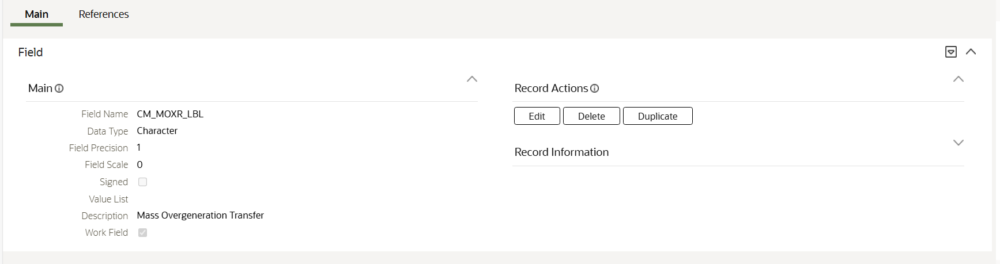 Main References
Field
Main
Field Name CM_MOXR_LBL
Data Type Character
Field Precision 1
Field Scale 0
Signed
Value List
Description Mass Overgeneration Transfer
Work Field
Record Actions
Edit Delete Duplicate
Record Information